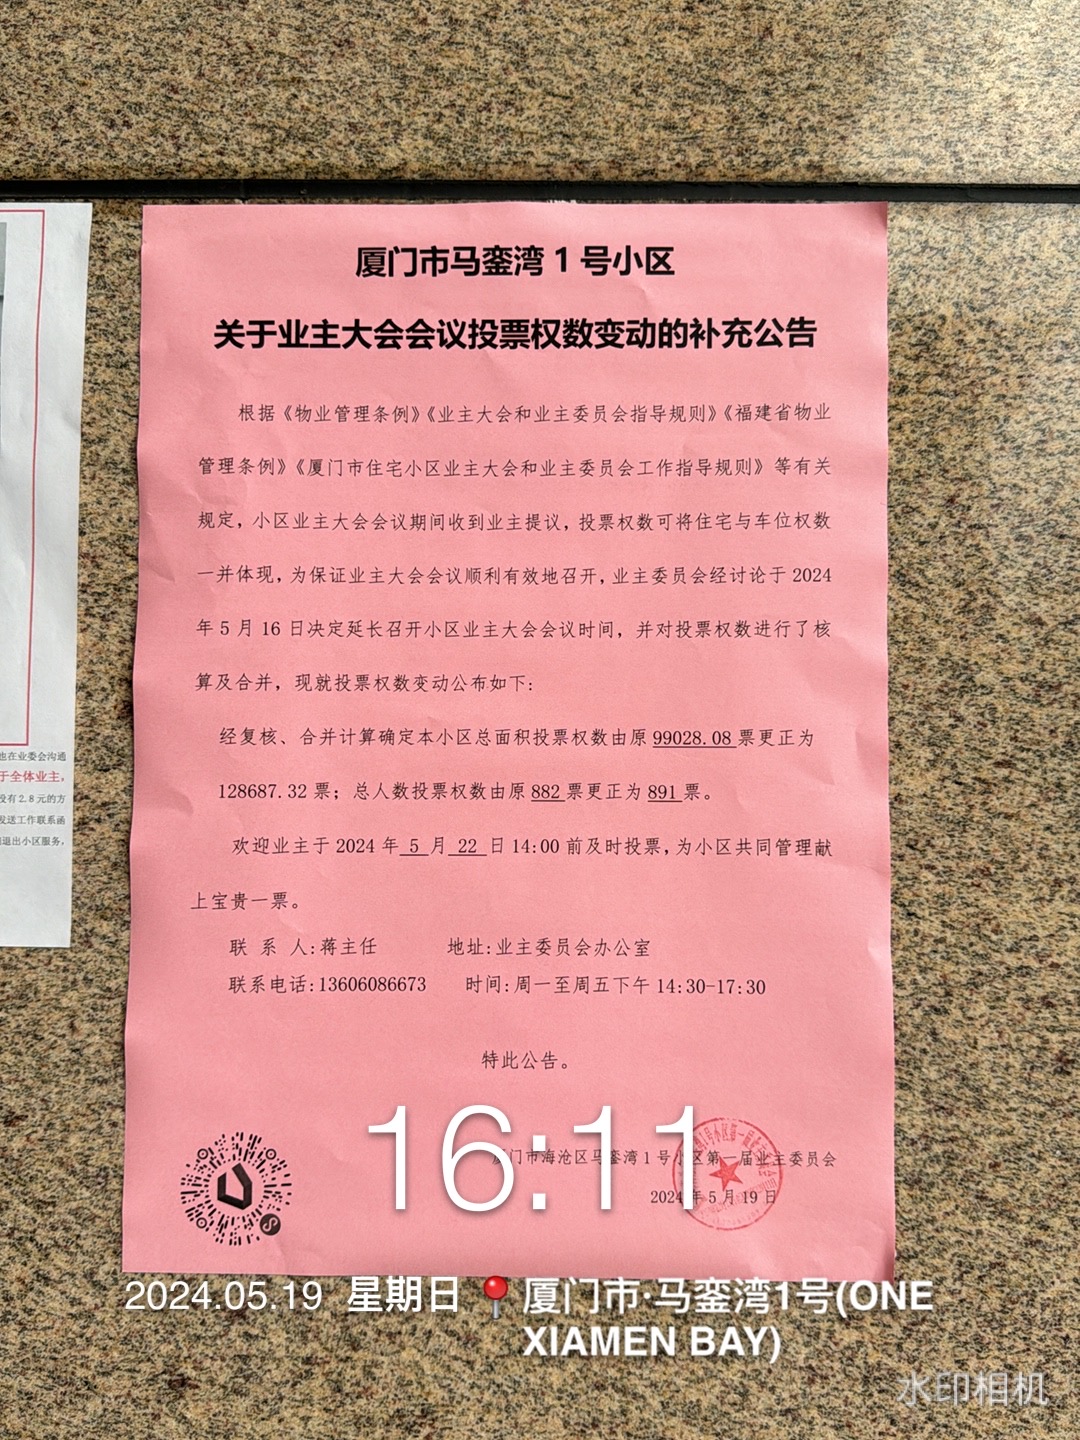 厦门市马銮湾 1 号小区
关于业主大会会议投票权数变动的补充公告
根据《物业管理条例》《业主大会和业主委员会指导规则》《福建省物业
管理条例》《厦门市住宅小区业主大会和业主委员会工作指导规则》等有关
规定，小区业主大会会议期间收到业主提议，投票权数可将住宅与车位权数
一并体现，为保证业主大会会议顺利有效地召开，业主委员会经讨论于 2024
年 5 月 16 日决定延长召开小区业主大会会议时间，并对投票权数进行了核
算及合并，现就投票权数变动公布如下：
经复核、合并计算确定本小区总面积投票权数由原 99028.08 票更正为
128687.32 票；总人数投票权数由原 882 票更正为 891 票。
欢迎业主于 2024 年 5 月 22 日 14:00 前及时投票，为小区共同管理献
上宝贵一票。
联 系 人：蒋主任 地址：业主委员会办公室
联系电话：13606086673 时间：周一至周五下午 14:30-17:30
特此公告。
厦门市海沧区马銮湾 1 号小区第一届业主委员会
2024 年 5 月 19 日
也在业委会沟通
于全体业主，
没有2.8元的方
发送工作联系函
退出小区服务，
16:11
2024.05.19 星期日 厦门市·马銮湾1号(ONE
XIAMEN BAY)
水印相机